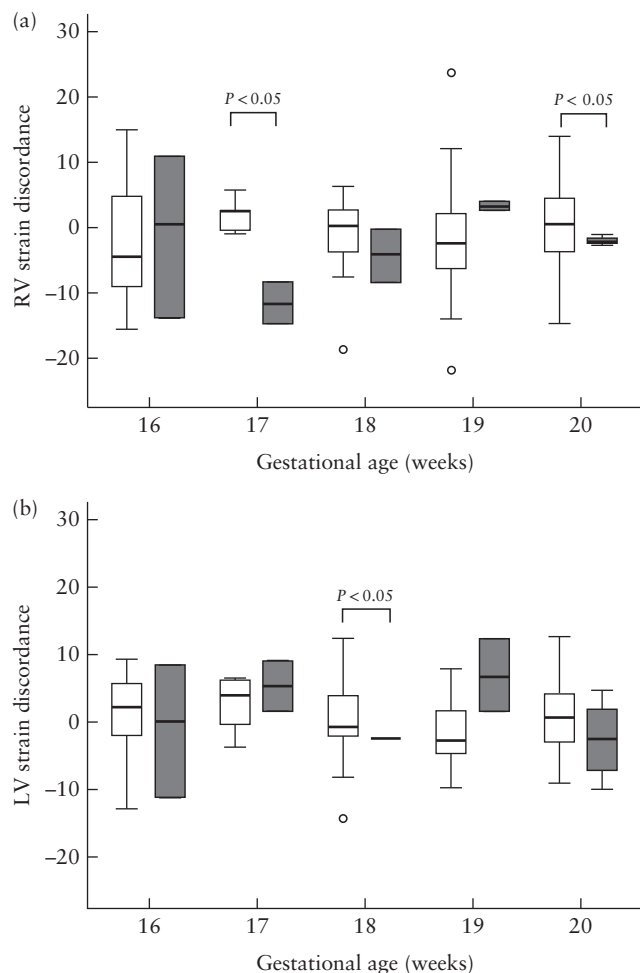 (a)
30
20
10
0
−10
−20
RV strain discordance
P < 0.05
P < 0.05
16 17 18 19 20
Gestational age (weeks)
(b)
30
20
10
0
−10
−20
LV strain discordance
P < 0.05
16 17 18 19 20
Gestational age (weeks)